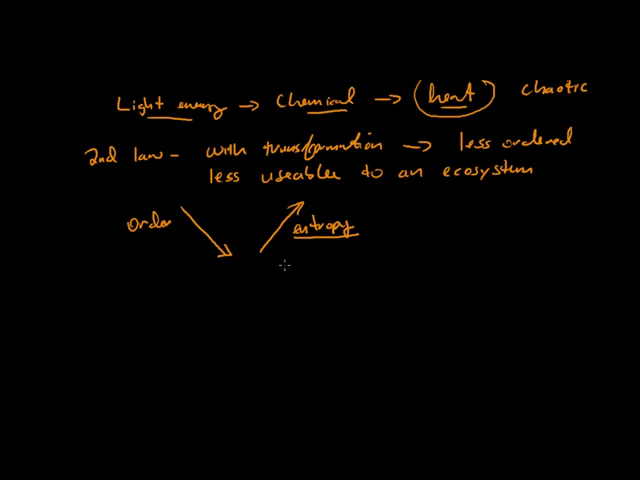 Light energy → Chemical → heat chaotic
2nd law - with transformation → less ordered
less useable to an ecosystem
Order entropy